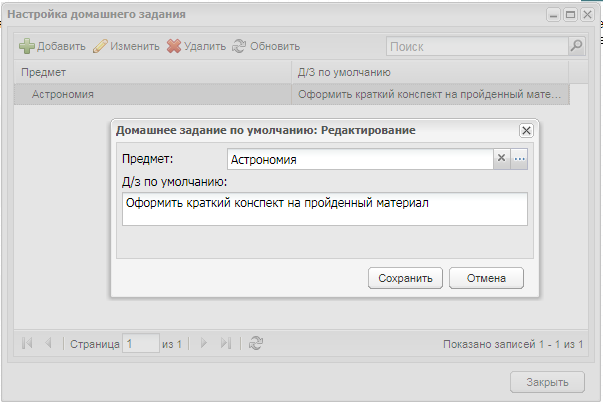 Настройка домашнего задания
Добавить Изменить Удалить Обновить Поиск
Предмет Д/З по умолчанию
Астрономия Оформить краткий конспект на пройденный мате...
Домашнее задание по умолчанию: Редактирование
Предмет: Астрономия
Д/з по умолчанию:
Оформить краткий конспект на пройденный материал
Сохранить Отмена
Страница 1 из 1 Показано записей 1 - 1 из 1
Закрыть